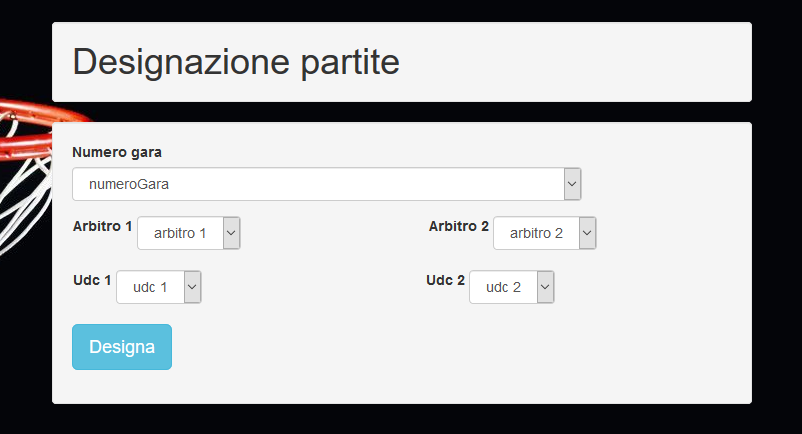 Designazione partite
Numero gara
numeroGara
Arbitro 1 arbitro 1 Arbitro 2 arbitro 2
Udc 1 udc 1 Udc 2 udc 2
Designa